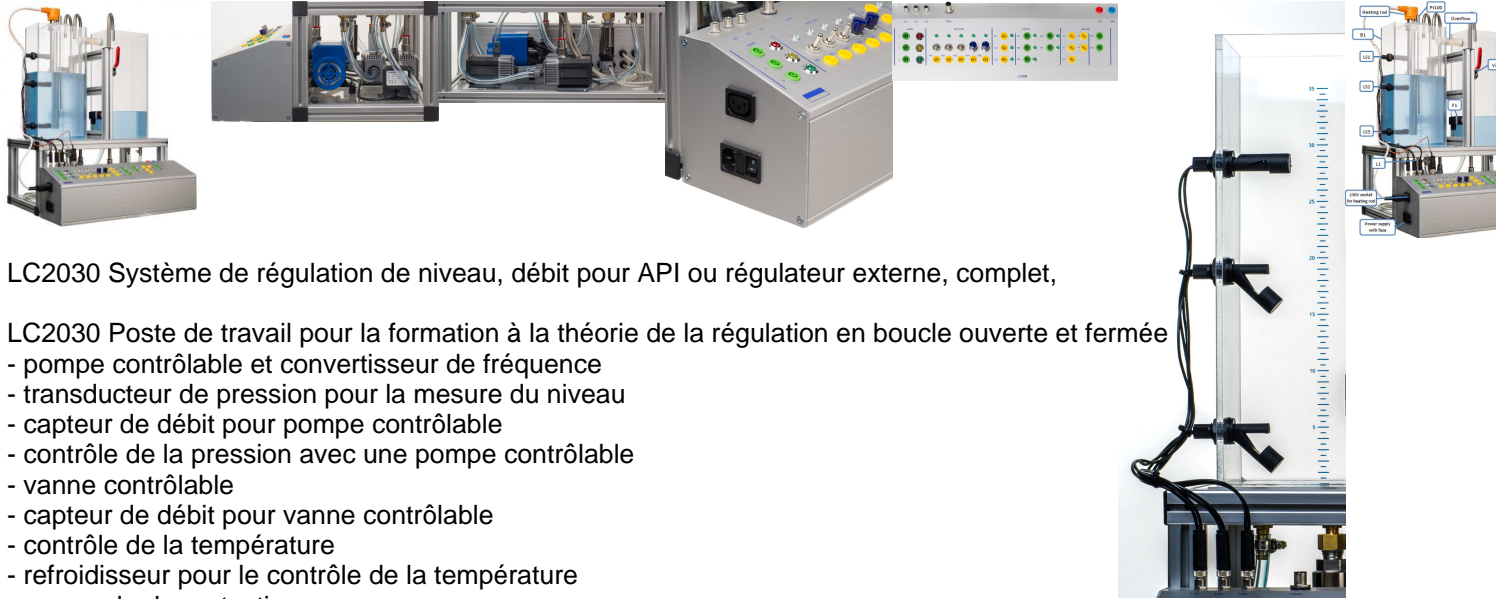 Heating rod
Pt100
Overflow
B1
LS1
LS2
P1
LS3
L1
230V socket
for heating rod
Power supply
with fuse
35
30
25
20
15
10
5
LC2030 Système de régulation de niveau, débit pour API ou régulateur externe, complet,
LC2030 Poste de travail pour la formation à la théorie de la régulation en boucle ouverte et fermée
- pompe contrôlable et convertisseur de fréquence
- transducteur de pression pour la mesure du niveau
- capteur de débit pour pompe contrôlable
- contrôle de la pression avec une pompe contrôlable
- vanne contrôlable
- capteur de débit pour vanne contrôlable
- contrôle de la température
- refroidisseur pour le contrôle de la température